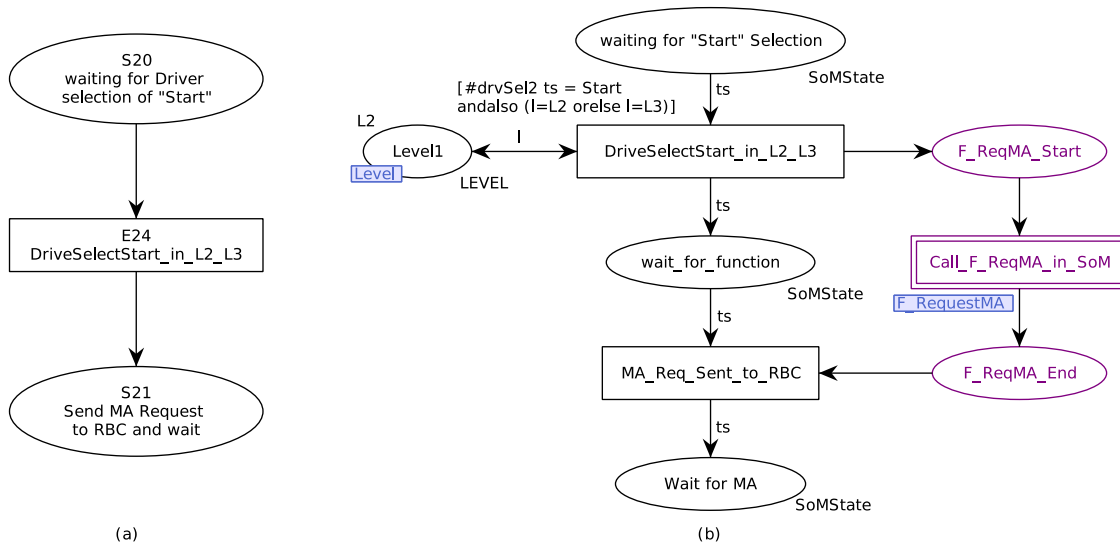 S20
waiting for Driver
selection of "Start"
E24
DriveSelectStart_in_L2_L3
S21
Send MA Request
to RBC and wait
(a)
waiting for "Start" Selection
SoMState
ts
[#drvSel2 ts = Start
andalso (l=L2 orelse l=L3)]
L2
Level1
Level
LEVEL
l
DriveSelectStart_in_L2_L3
F_ReqMA_Start
ts
wait_for_function
SoMState
Call_F_ReqMA_in_SoM
F_RequestMA
ts
MA_Req_Sent_to_RBC
F_ReqMA_End
ts
Wait for MA
SoMState
(b)